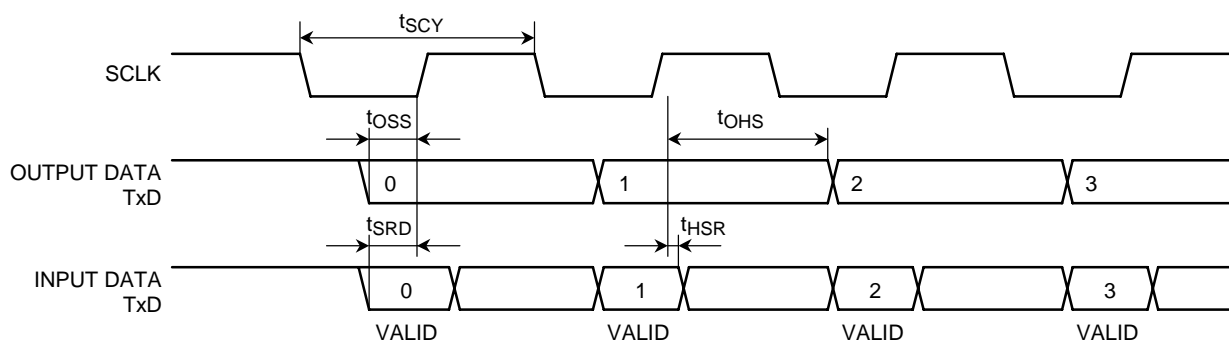 tSCY
SCLK
tOSS
tOHS
OUTPUT DATA
TxD
0 1 2 3
tSRD
tHSR
INPUT DATA
TxD
0 1 2 3
VALID VALID VALID VALID